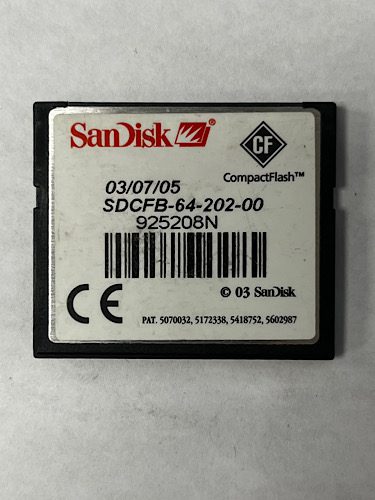 SanDisk
CF
CompactFlash™
03/07/05
SDCFB-64-202-00
925208N
CE
© 03 SanDisk
PAT. 5070032, 5172338, 5418752, 5602987